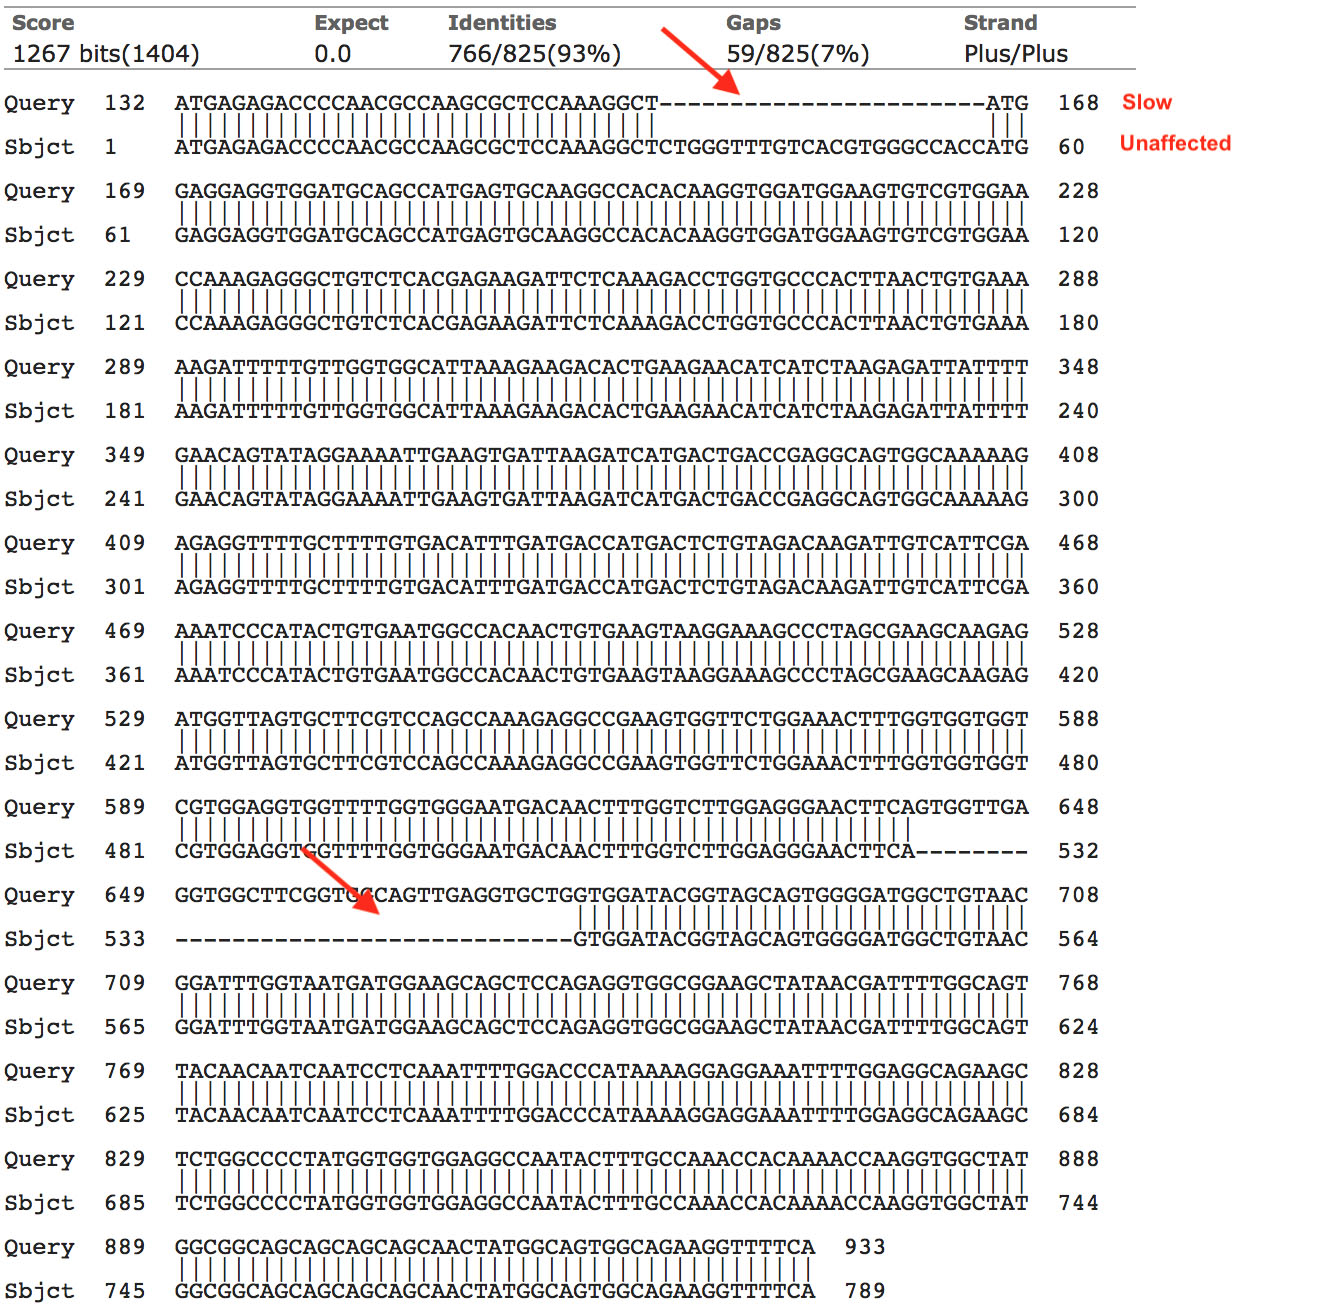 Score Expect Identities Gaps Strand
1267 bits(1404) 0.0 766/825(93%) 59/825(7%) Plus/Plus
Query 132 ATGAGAGACCCCCAACGCCAAGCGCTCCAAAGGCT-----------------------ATG 168 Slow
Sbjct 1 ATGAGAGACCCCCAACGCCAAGCGCTCCAAAGGCTCTGGGTTTGTCACGTGGGCCACCATG 60 Unaffected
Query 169 GAGGAGGTGGATGCAGCCATGAGTGCAAGGCCACACAAGGTGGATGGAAGTGTCGTGGAA 228
Sbjct 61 GAGGAGGTGGATGCAGCCATGAGTGCAAGGCCACACAAGGTGGATGGAAGTGTCGTGGAA 120
Query 229 CCAAAGAGGGCTGTCTCACGAGAAGATTCTCAAAGACCTGGTGCCCACTTAACTGTGAAA 288
Sbjct 121 CCAAAGAGGGCTGTCTCACGAGAAGATTCTCAAAGACCTGGTGCCCACTTAACTGTGAAA 180
Query 289 AAGATTTTTGTTGGTGGCATTAAAGAAGACACTGAAGAACATCATCTAAGAGATTATTTT 348
Sbjct 181 AAGATTTTTGTTGGTGGCATTAAAGAAGACACTGAAGAACATCATCTAAGAGATTATTTT 240
Query 349 GAACAGTATAGGAAAATTGAAGTGATTAAGATCATGACTGACCGAGGCAGTGGCAAAAAG 408
Sbjct 241 GAACAGTATAGGAAAATTGAAGTGATTAAGATCATGACTGACCGAGGCAGTGGCAAAAAG 300
Query 409 AGAGGTTTTGCTTTTGTGACATTTGATGACCATGACTCTGTAGACAAGATTGTCATTCGA 468
Sbjct 301 AGAGGTTTTGCTTTTGTGACATTTGATGACCATGACTCTGTAGACAAGATTGTCATTCGA 360
Query 469 AAATCCCATACTGTGAATGGCCACAACTGTGAAGTAAGGAAAGCCCTAGCGAAGCAAGAG 528
Sbjct 361 AAATCCCATACTGTGAATGGCCACAACTGTGAAGTAAGGAAAGCCCTAGCGAAGCAAGAG 420
Query 529 ATGGTTAGTGCTTCGTCCAGCCAAAGAGGCCGAAGTGGTTCTGGAAACTTTGGTGGTGGT 588
Sbjct 421 ATGGTTAGTGCTTCGTCCAGCCAAAGAGGCCGAAGTGGTTCTGGAAACTTTGGTGGTGGT 480
Query 589 CGTGGAGGTGGTTTTGGTGGGAATGACAACTTTGGTCTTGGAGGGAACTTCAGTGGTTGA 648
Sbjct 481 CGTGGAGGTGGTTTTGGTGGGAATGACAACTTTGGTCTTGGAGGGAACTTCA-------- 532
Query 649 GGTGGCTTCGGTGGCAGTTGAGGTGCTGGTGGATACGGTAGCAGTGGGGATGGCTGTAAC 708
Sbjct 533 ----------------------------GTGGATACGGTAGCAGTGGGGATGGCTGTAAC 564
Query 709 GGATTTGGTAATGATGGAAGCAGCTCCAGAGGTGGCGGAAGCTATAACGATTTTGGCAGT 768
Sbjct 565 GGATTTGGTAATGATGGAAGCAGCTCCAGAGGTGGCGGAAGCTATAACGATTTTGGCAGT 624
Query 769 TACAACAATCAATCCTCAAATTTTGGACCCATAAAAGGAGGAAATTTTGGAGGCAGAAGC 828
Sbjct 625 TACAACAATCAATCCTCAAATTTTGGACCCATAAAAGGAGGAAATTTTGGAGGCAGAAGC 684
Query 829 TCTGGCCCCTATGGTGGTGGAGGCCAATACTTTGCCAAACCACAAAACCAAGGTGGCTAT 888
Sbjct 685 TCTGGCCCCTATGGTGGTGGAGGCCAATACTTTGCCAAACCACAAAACCAAGGTGGCTAT 744
Query 889 GGCGGCAGCAGCAGCAGCAACTATGGCAGTGGCAGAAGGTTTTCA 933
Sbjct 745 GGCGGCAGCAGCAGCAGCAACTATGGCAGTGGCAGAAGGTTTTCA 789